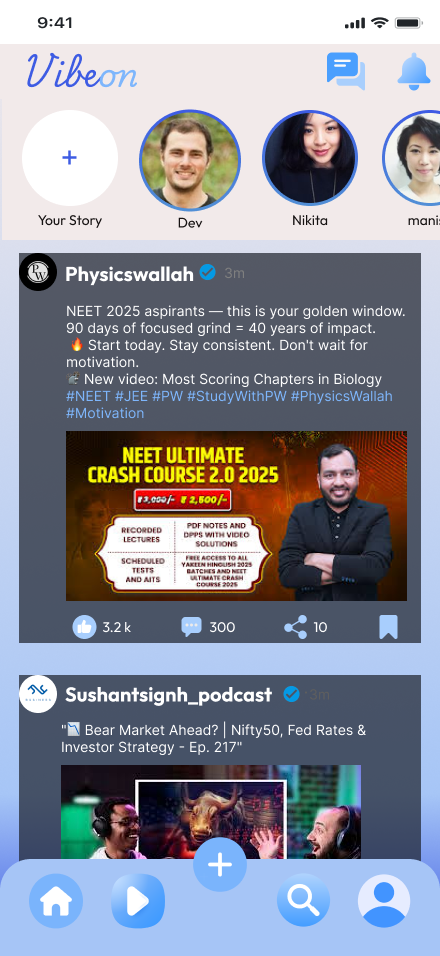 9:41
Vibeon
Your Story
Dev
Nikita
manis
PW
Physicswallah 3m
NEET 2025 aspirants — this is your golden window.
90 days of focused grind = 40 years of impact.
🔥 Start today. Stay consistent. Don't wait for
motivation.
🎥 New video: Most Scoring Chapters in Biology
#NEET #JEE #PW #StudyWithPW #PhysicsWallah
#Motivation
NEET ULTIMATE
CRASH COURSE 2.0 2025
₹ 3,000/- ₹ 2,500/-
RECORDED
LECTURES
PDF NOTES AND
DPPS WITH VIDEO
SOLUTIONS
SCHEDULED
TESTS
AND AITS
FREE ACCESS TO ALL
YAKEEN HINGLISH 2025
BATCHES AND NEET
ULTIMATE CRASH
COURSE 2025
3.2 k 300 10
Sushantsignh_podcast 3m
"📉 Bear Market Ahead? | Nifty50, Fed Rates &
Investor Strategy - Ep. 217"